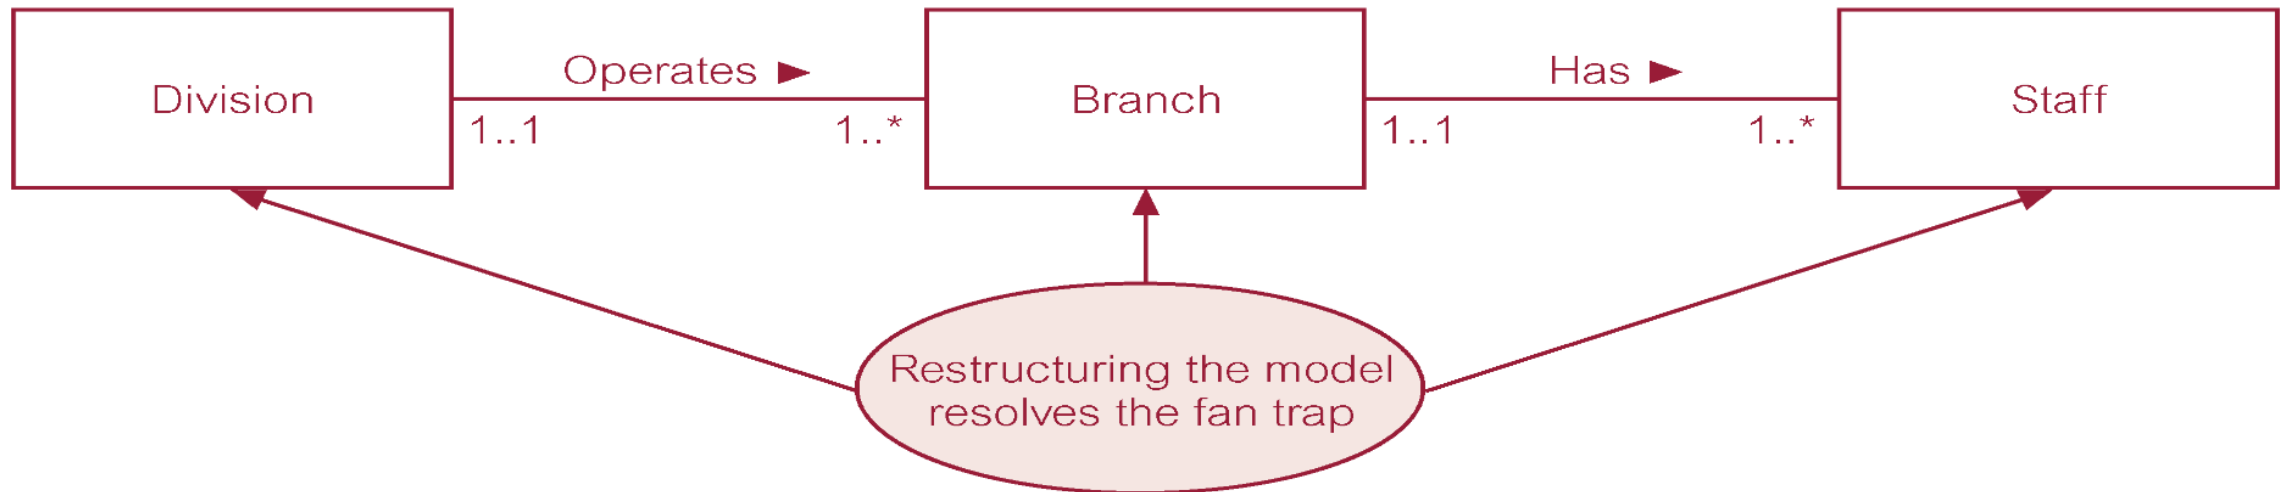 Operates ►
Has ►
Division
Branch
Staff
1..1
1..*
1..1
1..*
Restructuring the model
resolves the fan trap